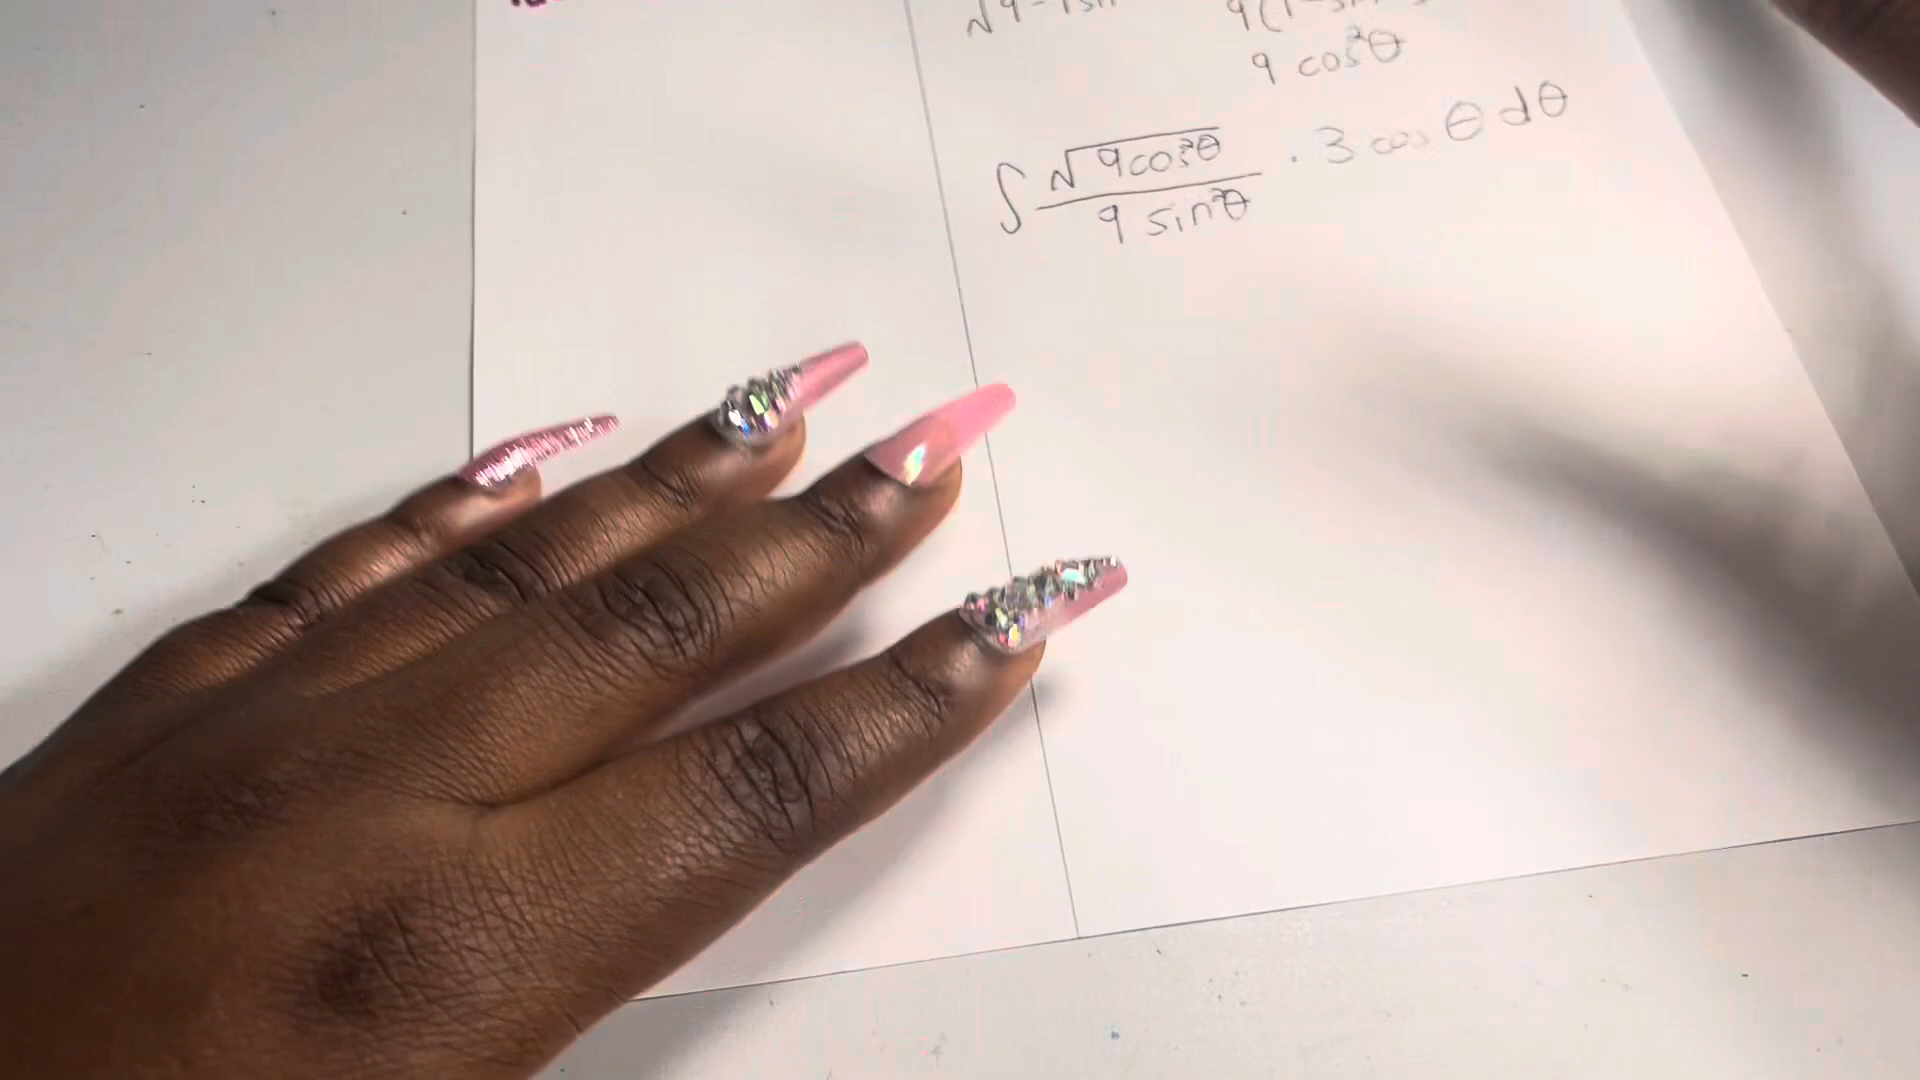 9 cos²θ
∫ √9cos²θ / 9 sin²θ · 3 cos θ dθ